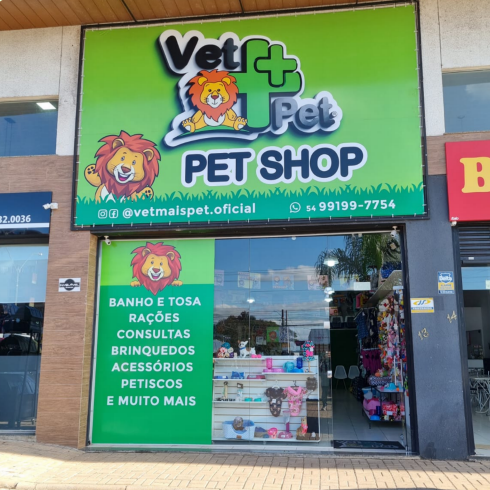 Vet
Pet
PET SHOP
@vetmaispet.oficial
54 99199-7754
32.0036
B
BANHO E TOSA
RAÇÕES
CONSULTAS
BRINQUEDOS
ACESSÓRIOS
PETISCOS
E MUITO MAIS